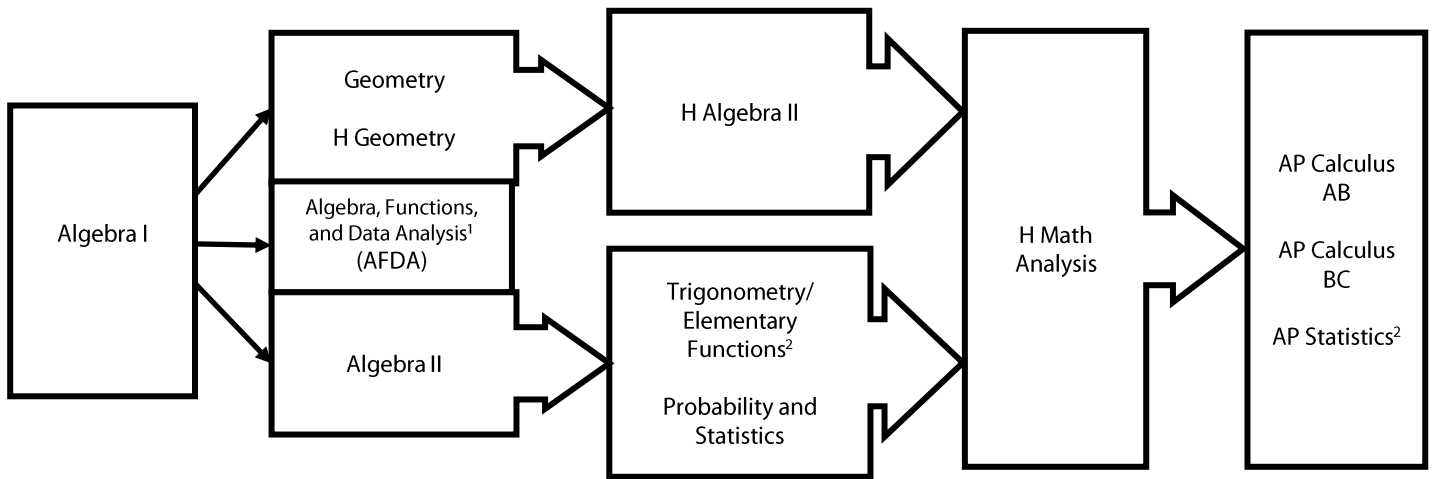 Algebra I
Geometry
H Geometry
Algebra, Functions,
and Data Analysis¹
(AFDA)
Algebra II
H Algebra II
Trigonometry/
Elementary
Functions²
Probability and
Statistics
H Math
Analysis
AP Calculus
AB
AP Calculus
BC
AP Statistics²